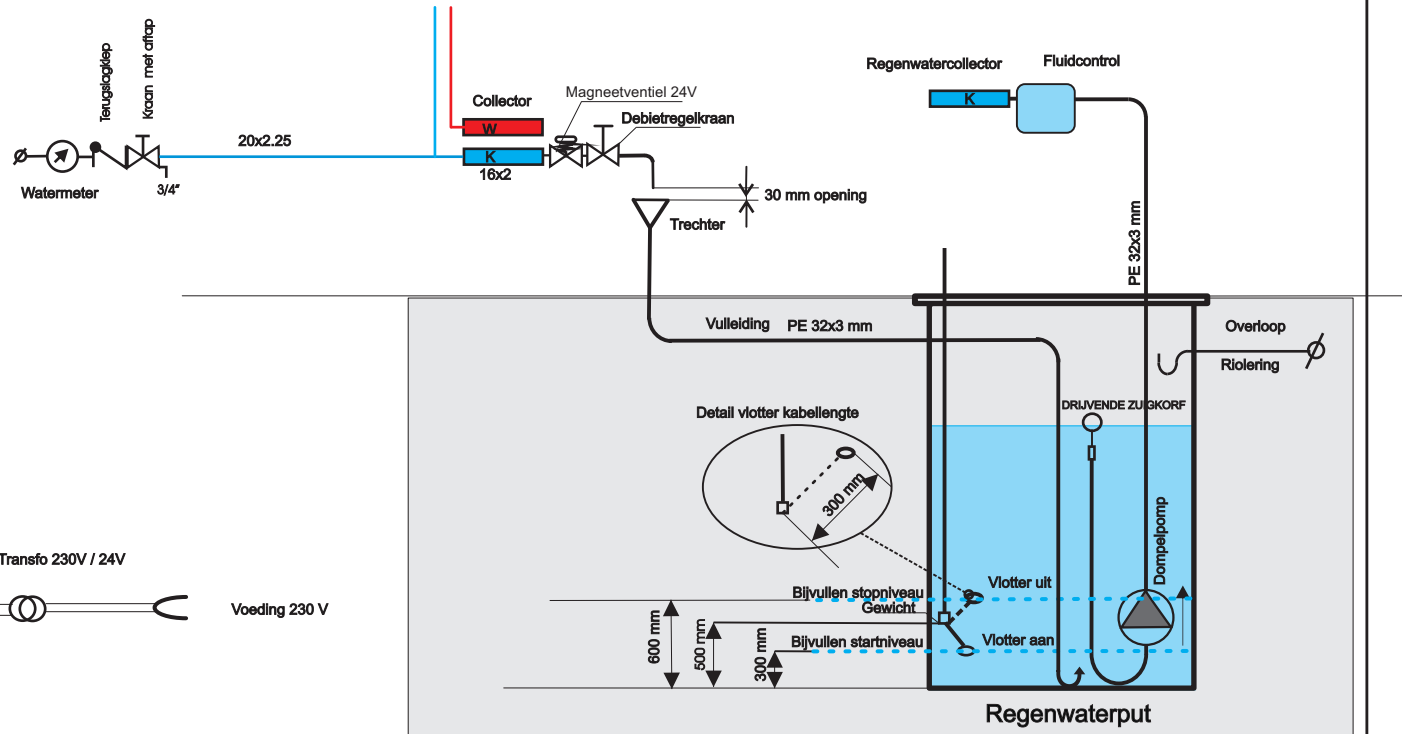 Terugslagklep
Kraan met aftap
Watermeter
3/4"
20x2.25
Collector
W
K
16x2
Magneetventiel 24V
Debietregelkraan
30 mm opening
Trechter
Regenwatercollector
K
Fluidcontrol
PE 32x3 mm
Vulleiding PE 32x3 mm
Overloop
Riolering
DRIJVENDE ZUIGKORF
Detail vlotter kabellengte
300 mm
Dompelpomp
Transfo 230V / 24V
Voeding 230 V
Bijvullen stopniveau
Vlotter uit
Gewicht
Bijvullen startniveau
Vlotter aan
600 mm
500 mm
300 mm
Regenwaterput